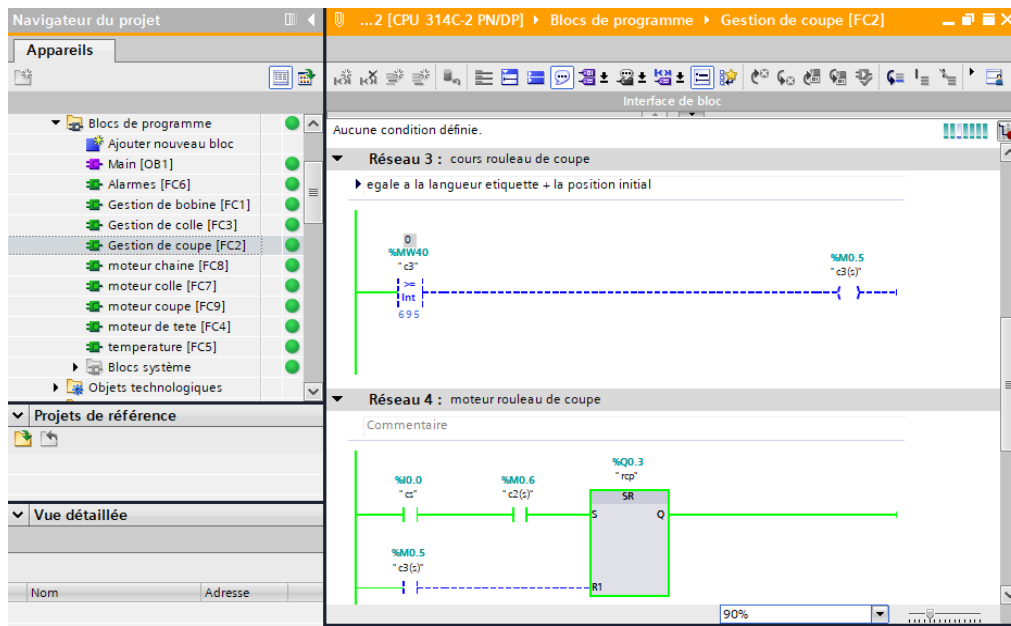 Navigateur du projet
...2 [CPU 314C-2 PN/DP] Blocs de programme Gestion de coupe [FC2]
Appareils
Interface de bloc
Blocs de programme
Ajouter nouveau bloc
Main [OB1]
Alarmes [FC6]
Gestion de bobine [FC1]
Gestion de colle [FC3]
Gestion de coupe [FC2]
moteur chaine [FC8]
moteur colle [FC7]
moteur coupe [FC9]
moteur de tete [FC4]
temperature [FC5]
Blocs système
Objets technologiques
Projets de référence
Vue détaillée
Nom Adresse
Aucune condition définie.
Réseau 3 : cours rouleau de coupe
egale a la langueur etiquette + la position initial
0
%MW40
"c3"
>=
Int
695
%M0.5
"c3(s)"
Réseau 4 : moteur rouleau de coupe
Commentaire
%I0.0
"cs"
%M0.6
"c2(s)"
%Q0.3
"rcp"
SR
S Q
%M0.5
"c3(s)"
R1
90%